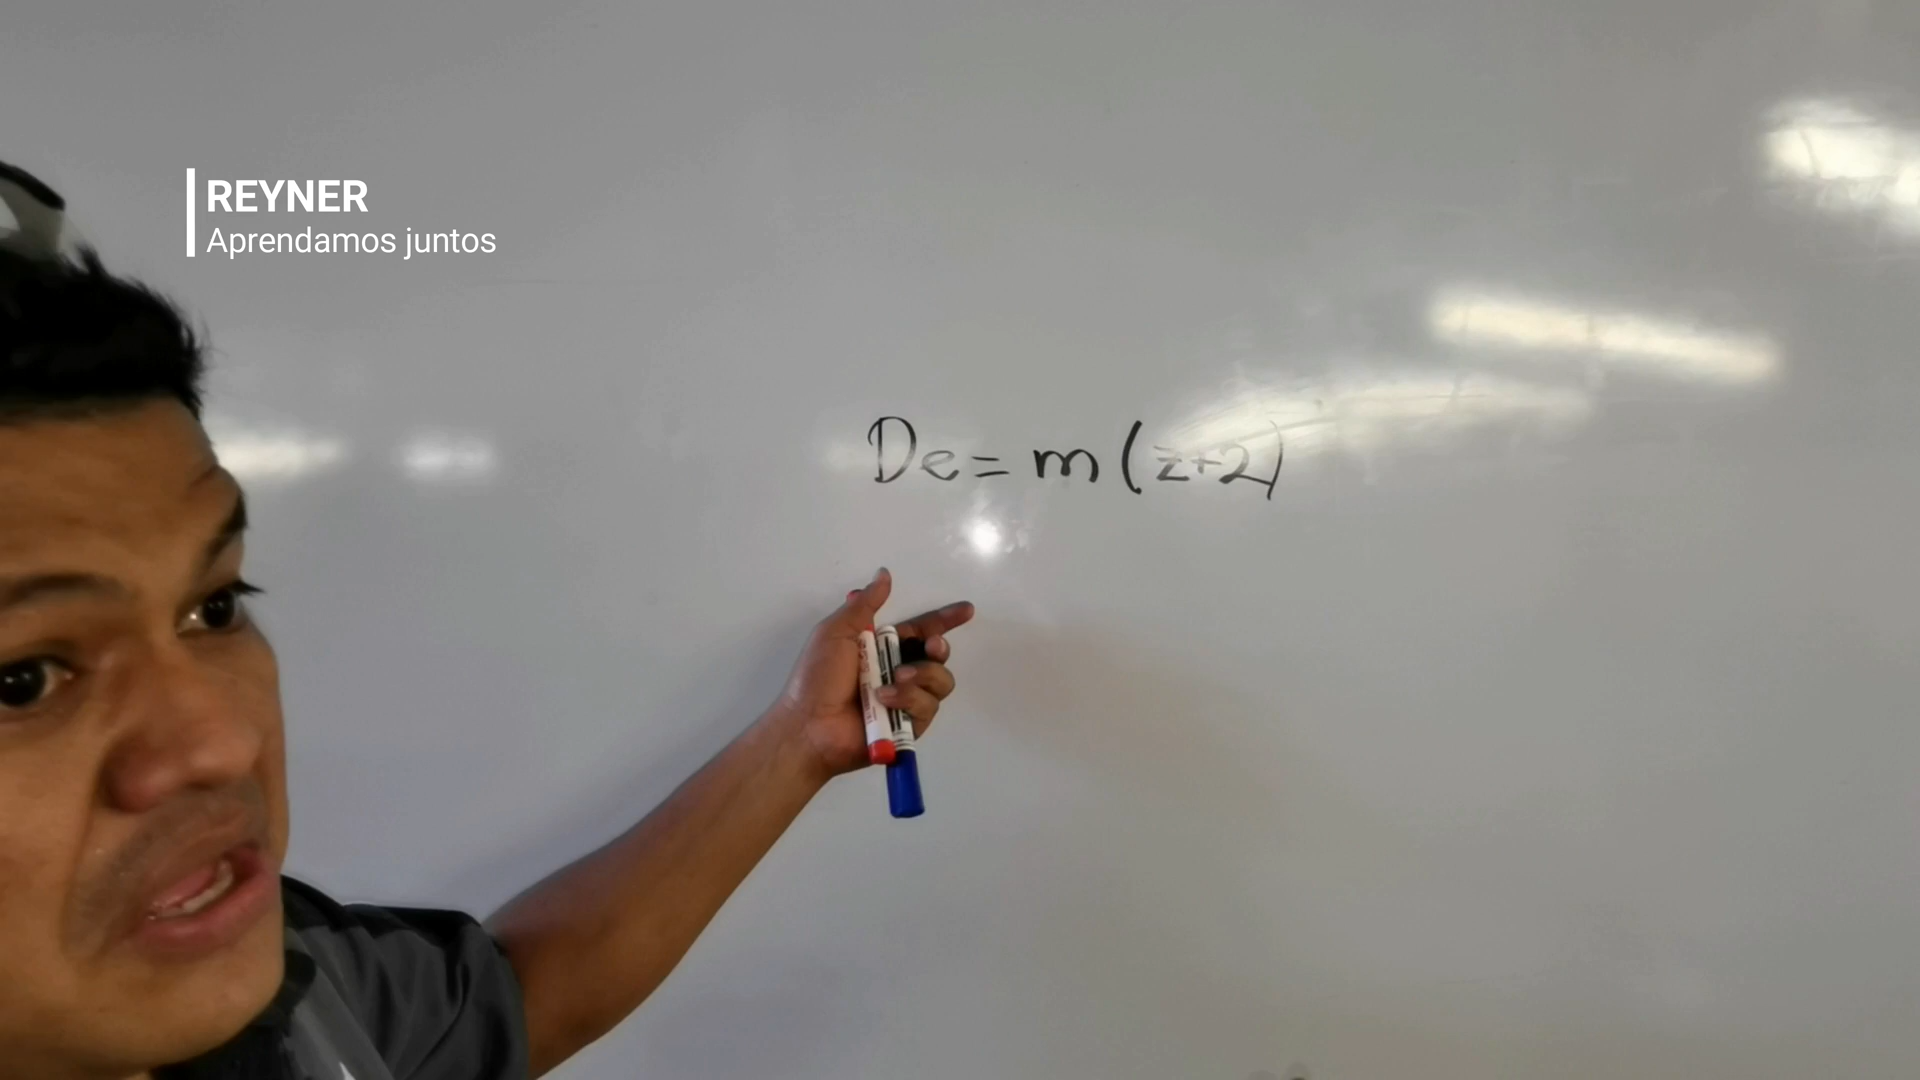 REYNER
Aprendamos juntos
De = m (z+2)